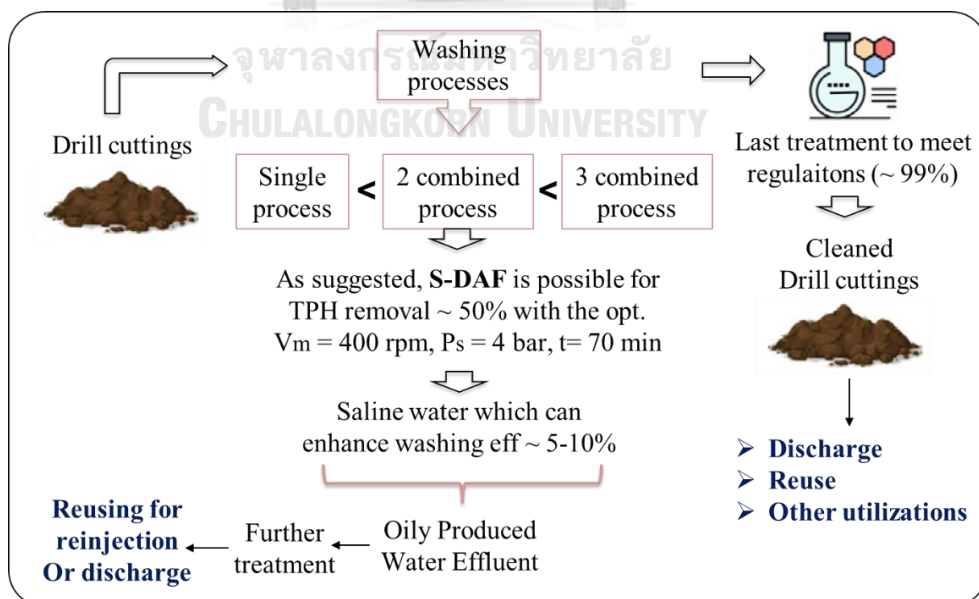 จุฬาลงกรณ์มหาวิทยาลัย
CHULALONGKORN UNIVERSITY
Washing
processes
Drill cuttings
Last treatment to meet
regulaitons (~ 99%)
Single
process
<
2 combined
process
<
3 combined
process
Cleaned
Drill cuttings
As suggested, S-DAF is possible for
TPH removal ~ 50% with the opt.
Vm = 400 rpm, Ps = 4 bar, t= 70 min
Saline water which can
enhance washing eff ~ 5-10%
➢ Discharge
➢ Reuse
➢ Other utilizations
Oily Produced
Water Effluent
Further
treatment
Reusing for
reinjection
Or discharge